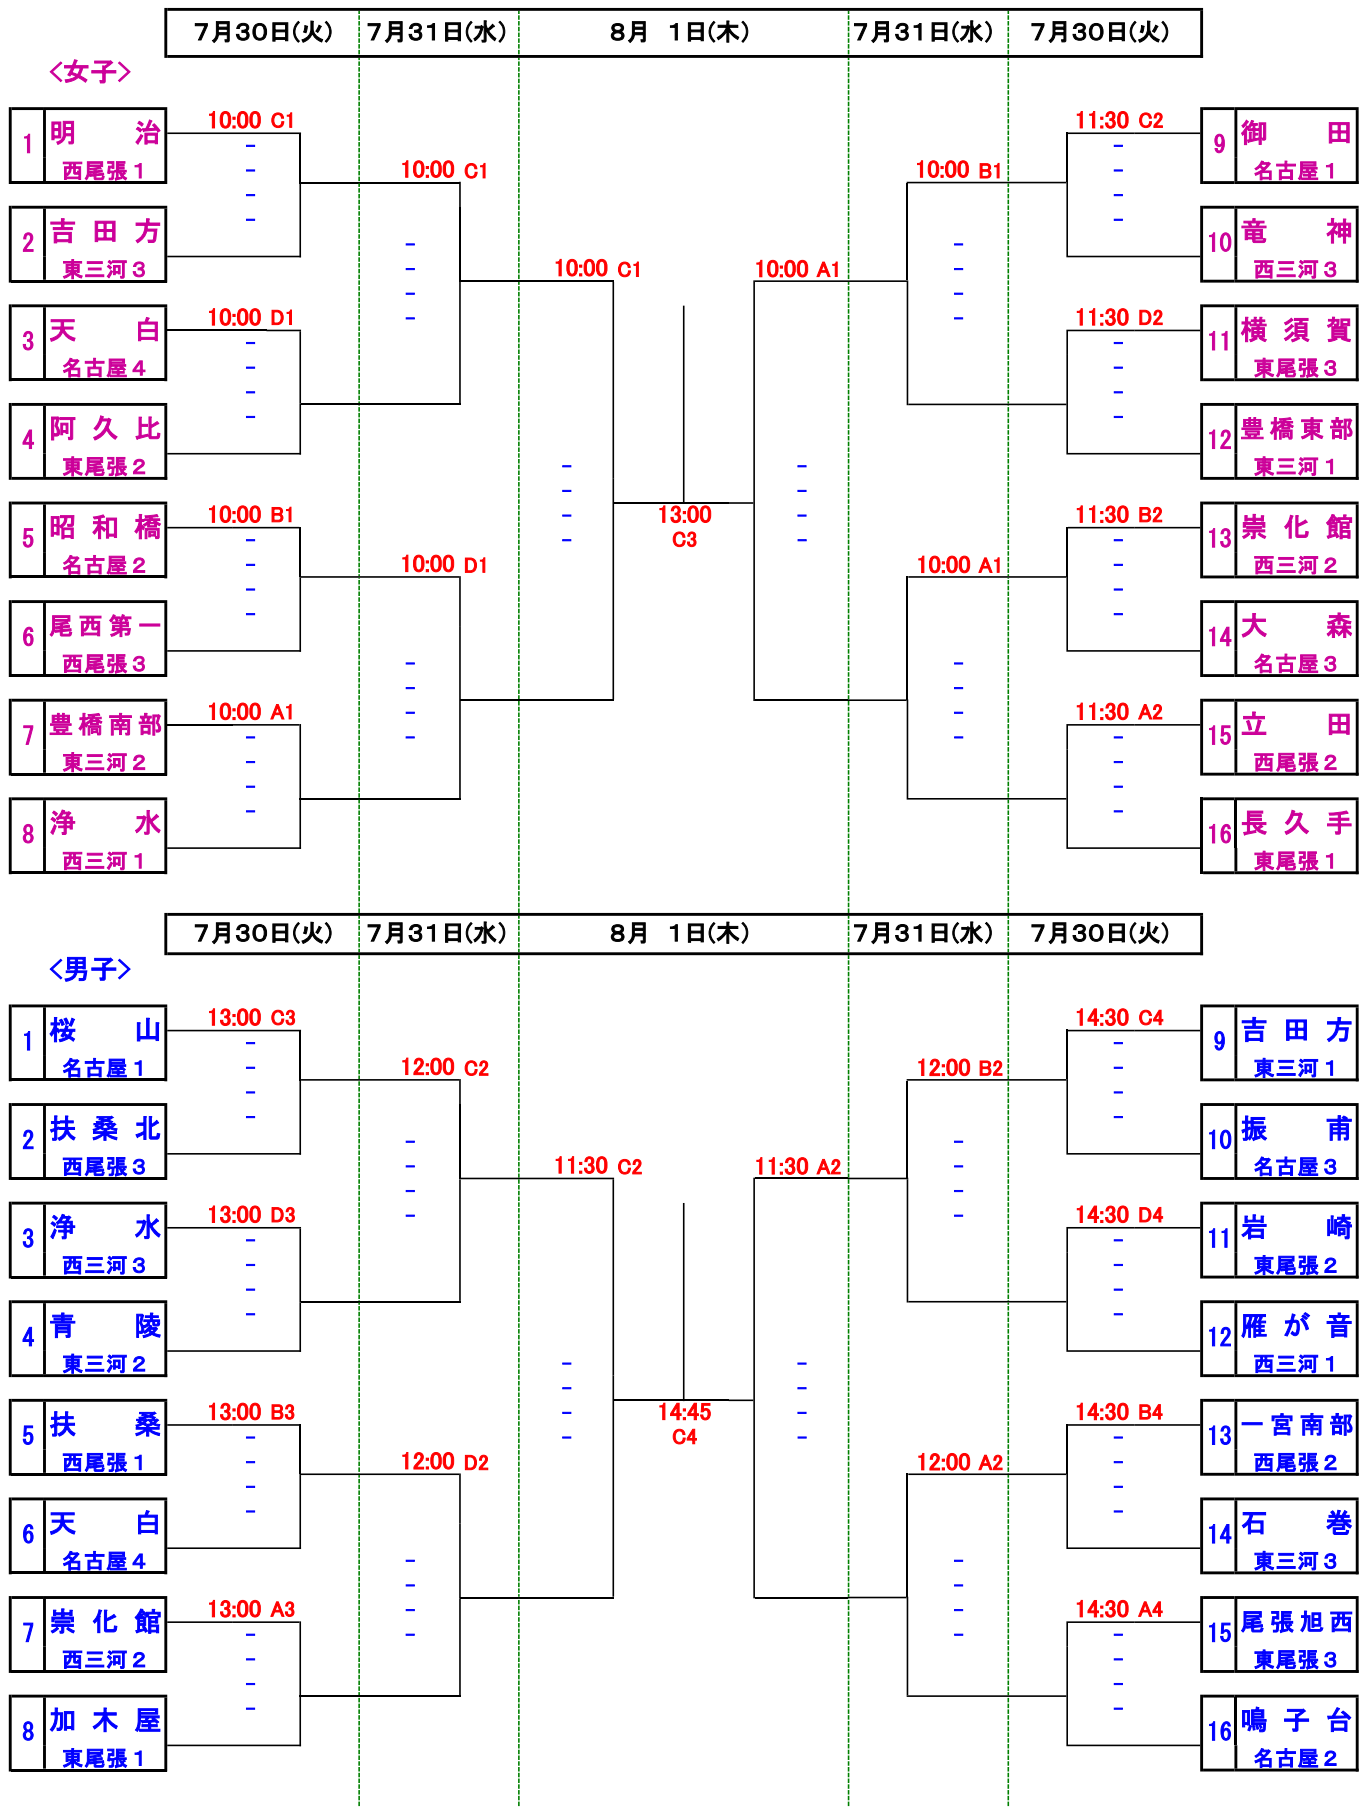 7月30日(火) 7月31日(水) 8月 1日(木) 7月31日(水) 7月30日(火)
<女子>
1 明治 西尾張1
10:00 C1
2 吉田方 東三河3
3 天白 名古屋4
10:00 D1
4 阿久比 東尾張2
5 昭和橋 名古屋2
10:00 B1
6 尾西第一 西尾張3
7 豊橋南部 東三河2
10:00 A1
8 浄水 西三河1
10:00 C1
10:00 D1
10:00 C1
13:00
C3
10:00 A1
10:00 B1
10:00 A1
11:30 C2
9 御田 名古屋1
10 竜神 西三河3
11:30 D2
11 横須賀 東尾張3
12 豊橋東部 東三河1
11:30 B2
13 崇化館 西三河2
14 大森 名古屋3
11:30 A2
15 立田 西尾張2
16 長久手 東尾張1
7月30日(火) 7月31日(水) 8月 1日(木) 7月31日(水) 7月30日(火)
<男子>
1 桜山 名古屋1
13:00 C3
2 扶桑北 西尾張3
3 浄水 西三河3
13:00 D3
4 青陵 東三河2
5 扶桑 西尾張1
13:00 B3
6 天白 名古屋4
7 崇化館 西三河2
13:00 A3
8 加木屋 東尾張1
12:00 C2
12:00 D2
11:30 C2
14:45
C4
11:30 A2
12:00 B2
12:00 A2
14:30 C4
9 吉田方 東三河1
10 振甫 名古屋3
14:30 D4
11 岩崎 東尾張2
12 雁が音 西三河1
14:30 B4
13 一宮南部 西尾張2
14 石巻 東三河3
14:30 A4
15 尾張旭西 東尾張3
16 鳴子台 名古屋2